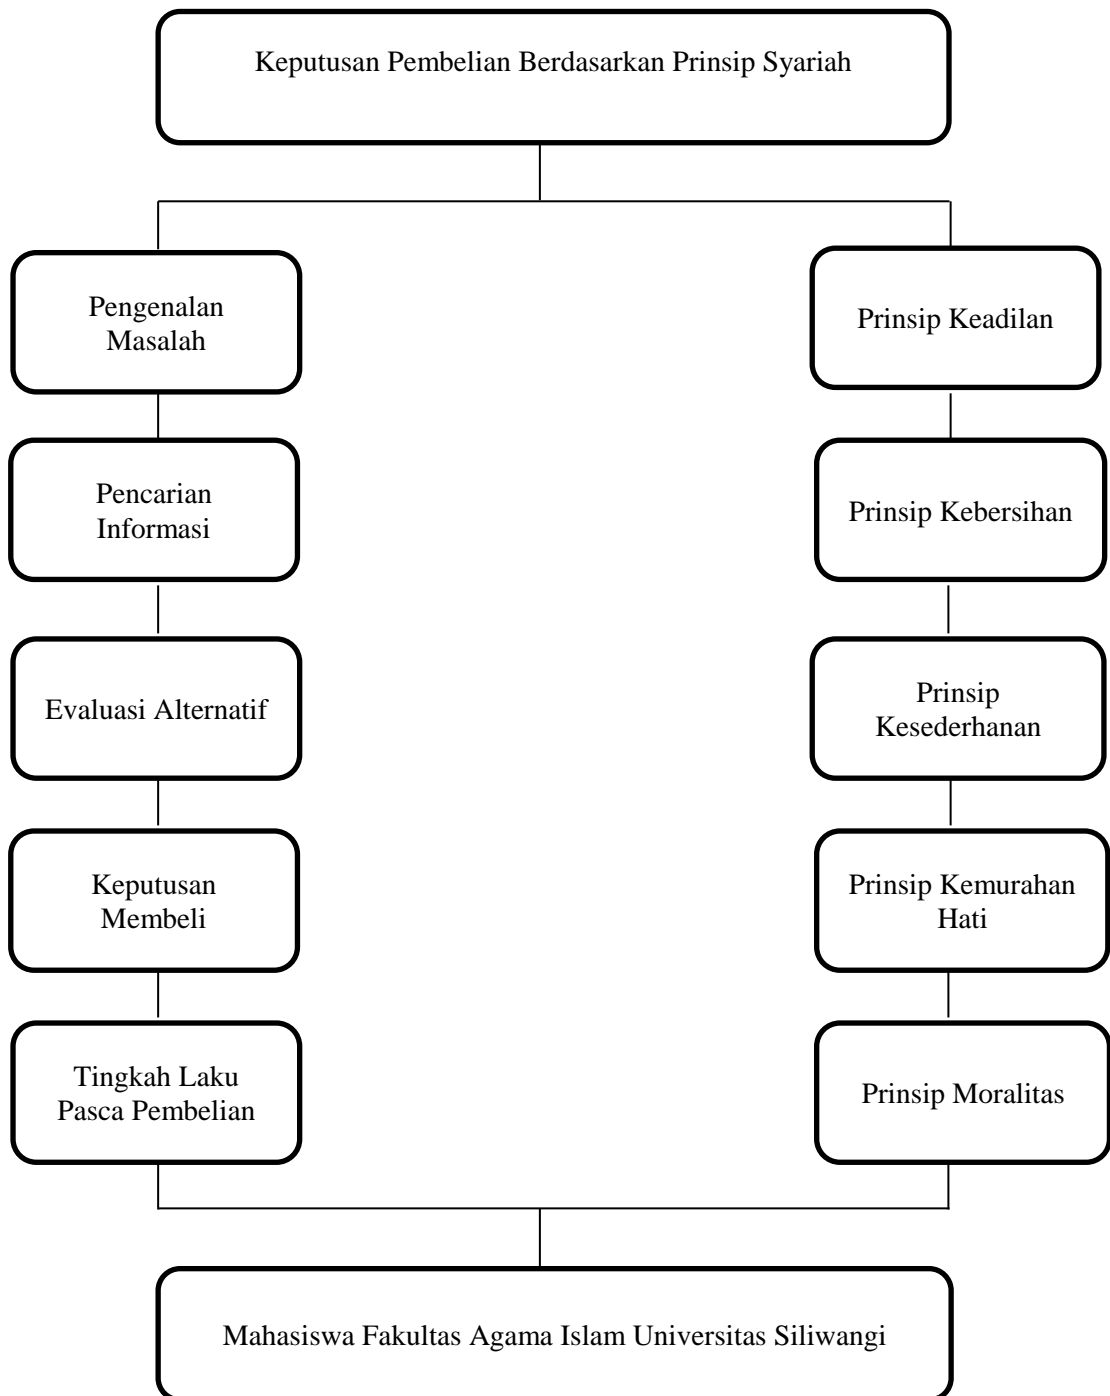 Keputusan Pembelian Berdasarkan Prinsip Syariah
Pengenalan
Masalah
Prinsip Keadilan
Pencarian
Informasi
Prinsip Kebersihan
Evaluasi Alternatif
Prinsip
Kesederhanan
Keputusan
Membeli
Prinsip Kemurahan
Hati
Tingkah Laku
Pasca Pembelian
Prinsip Moralitas
Mahasiswa Fakultas Agama Islam Universitas Siliwangi